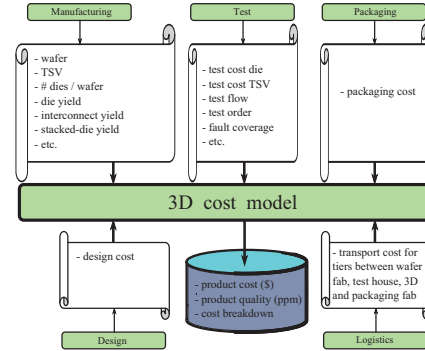 Manufacturing
Test
Packaging
- wafer
- TSV
- # dies / wafer
- die yield
- interconnect yield
- stacked-die yield
- etc.
- test cost die
- test cost TSV
- test flow
- test order
- fault coverage
- etc.
- packaging cost
3D cost model
- design cost
- product cost ($)
- product quality (ppm)
- cost breakdown
- transport cost for
tiers between wafer
fab, test house, 3D
and packaging fab
Design
Logistics